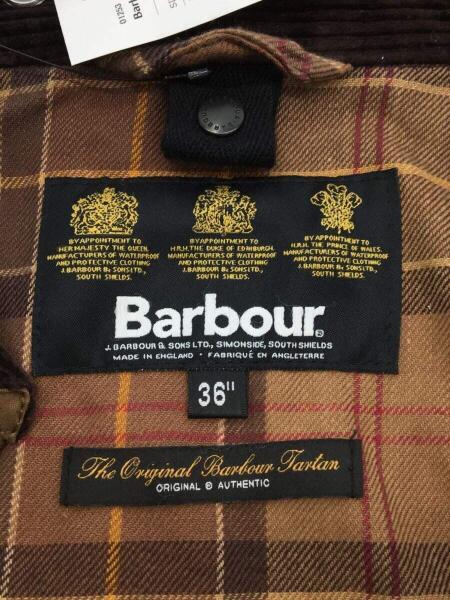 01253
Barb
BARBOUR
BY APPOINTMENT TO
HER MAJESTY THE QUEEN.
MANUFACTURERS OF WATERPROOF
AND PROTECTIVE CLOTHING
J. BARBOUR & SONS LTD.,
SOUTH SHIELDS.
BY APPOINTMENT TO
H.R.H. THE DUKE OF EDINBURGH.
MANUFACTURERS OF WATERPROOF
AND PROTECTIVE CLOTHING
J. BARBOUR & SONS LTD.,
SOUTH SHIELDS.
BY APPOINTMENT TO
H.R.H. THE PRINCE OF WALES.
MANUFACTURERS OF WATERPROOF
AND PROTECTIVE CLOTHING
J. BARBOUR & SONS LTD.,
SOUTH SHIELDS.
Barbour®
J. BARBOUR & SONS LTD., SIMONSIDE, SOUTH SHIELDS
MADE IN ENGLAND • FABRIQUÉ EN ANGLETERRE
36"
The Original Barbour Tartan
ORIGINAL & AUTHENTIC